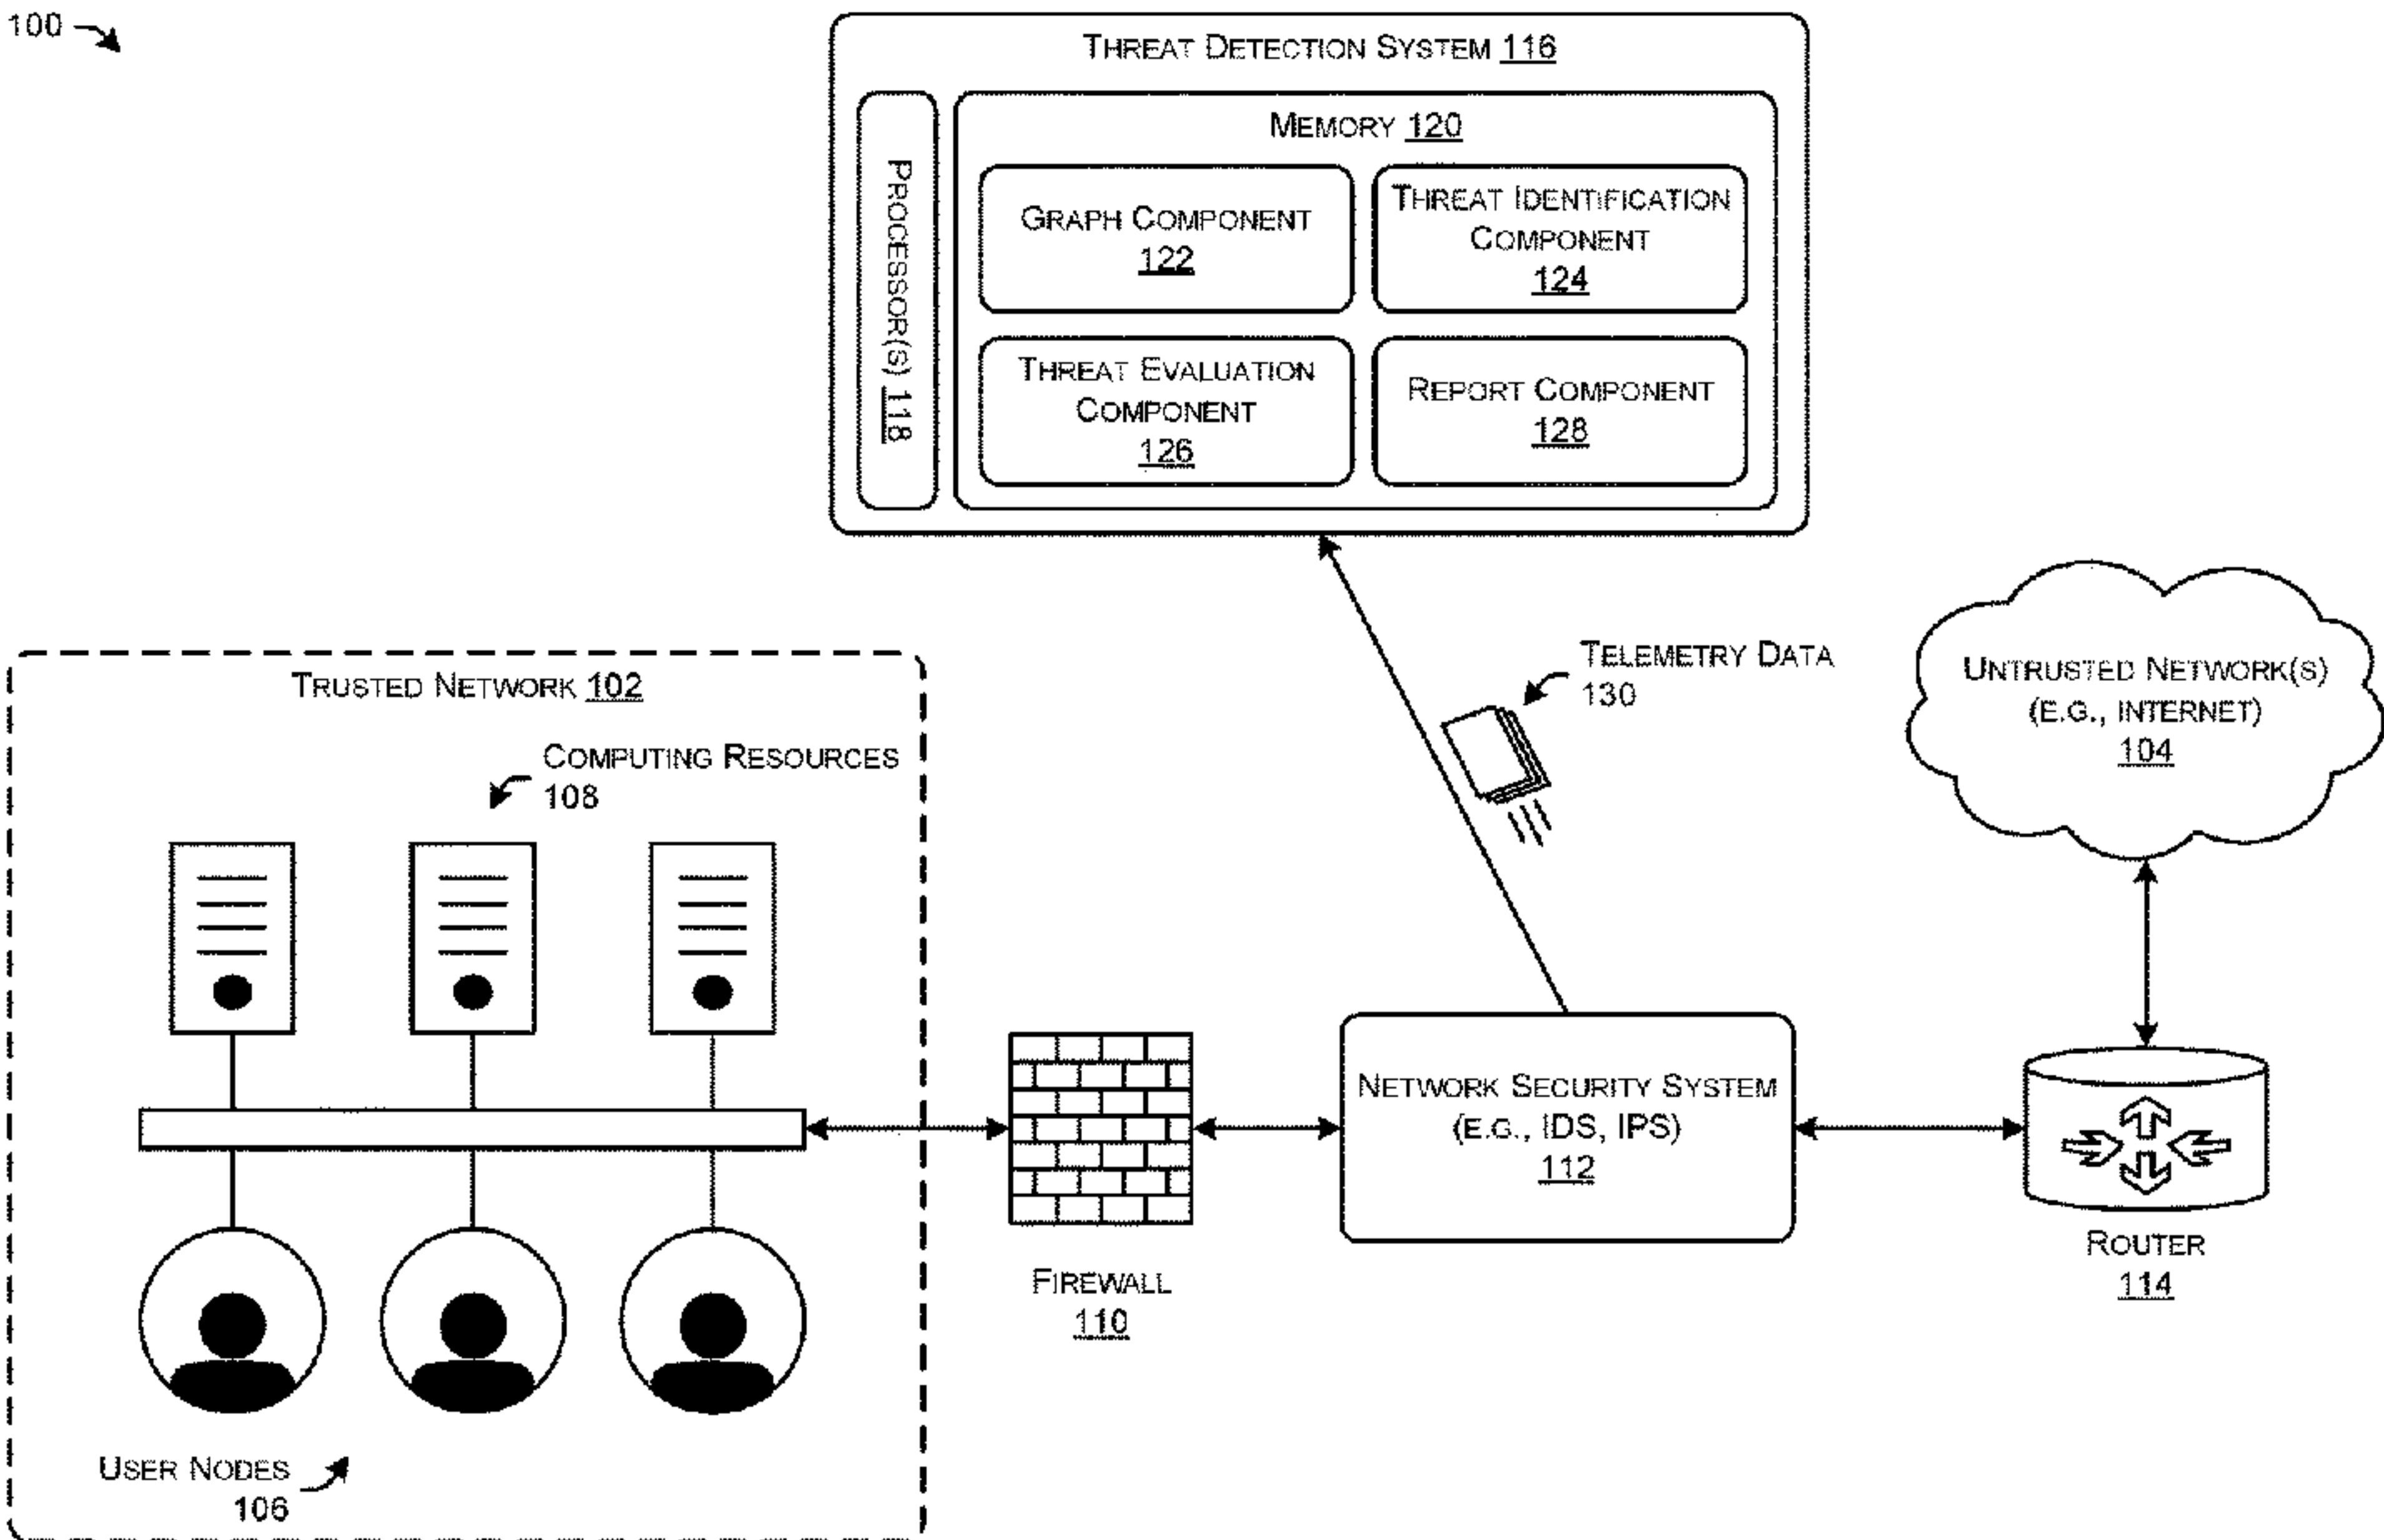 100
THREAT DETECTION SYSTEM 116
PROCESSOR(S) 118
MEMORY 120
GRAPH COMPONENT
122
THREAT IDENTIFICATION
COMPONENT
124
THREAT EVALUATION
COMPONENT
126
REPORT COMPONENT
128
TELEMETRY DATA
130
UNTRUSTED NETWORK(S)
(E.G., INTERNET)
104
TRUSTED NETWORK 102
COMPUTING RESOURCES
108
NETWORK SECURITY SYSTEM
(E.G., IDS, IPS)
112
FIREWALL
110
ROUTER
114
USER NODES
106